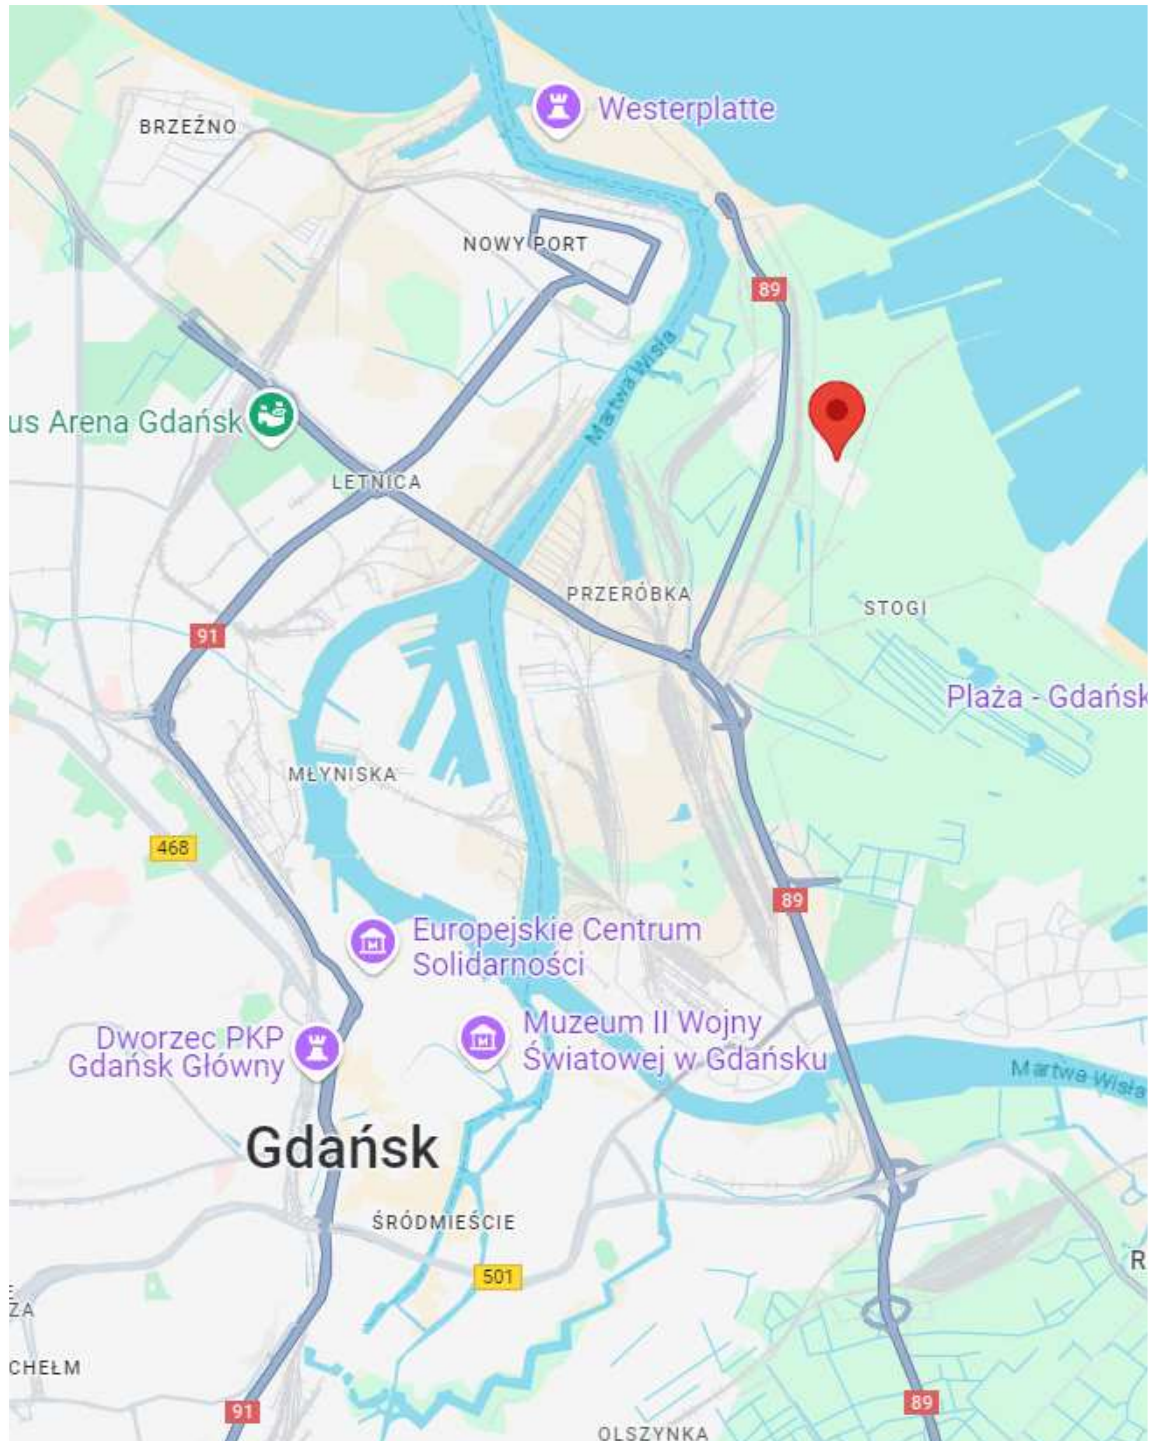 Westerplatte
BRZEŹNO
NOWY PORT
89
Martwa Wisła
us Arena Gdańsk
LETNICA
PRZERÓBKA
STOGI
91
Plaża - Gdańsk
MŁYNISKA
468
89
Europejskie Centrum
Solidarności
Dworzec PKP
Gdańsk Główny
Muzeum II Wojny
Światowej w Gdańsku
Martwa Wisła
Gdańsk
ŚRÓDMIEŚCIE
R
501
E
ZA
CHEŁM
91
89
OLSZYNKA